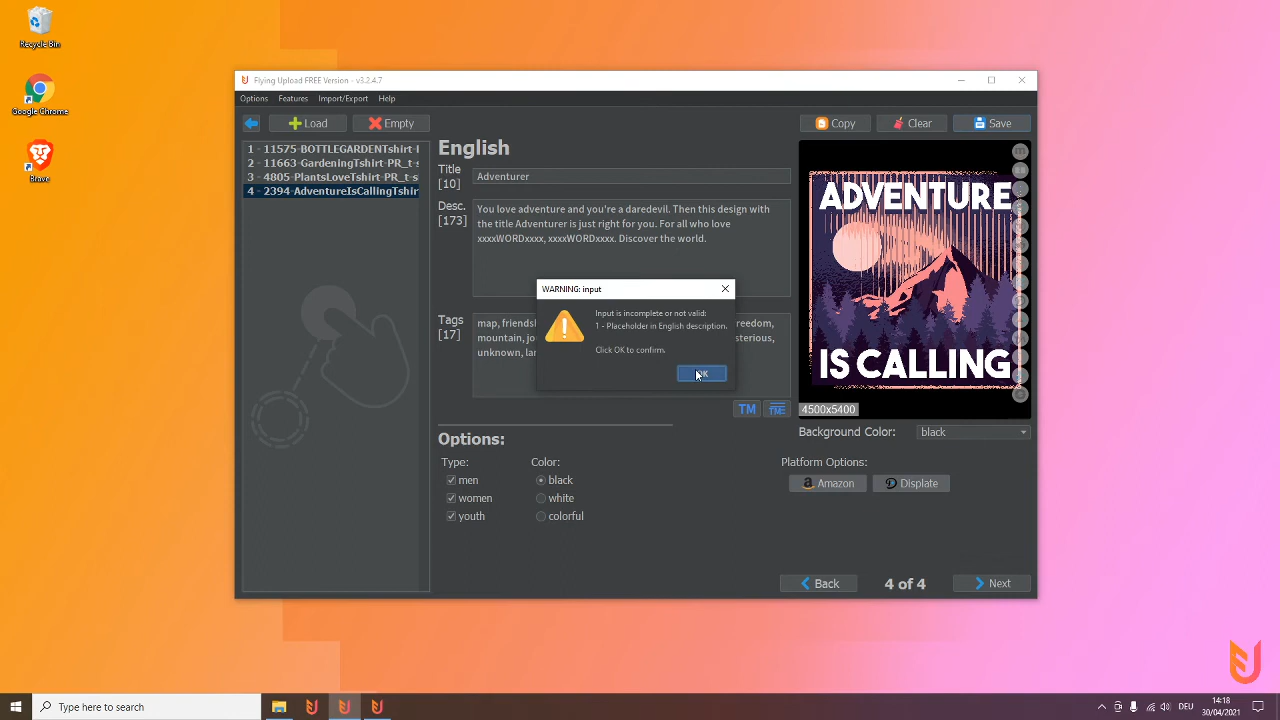 Recycle Bin
Google Chrome
Brave
Flying Upload FREE Version - v3.2.4.7
Options Features Import/Export Help
Load Empty Copy Clear Save
1 - 11575-BOTTLEGARDENTshirt-
2 - 11663-GardeningTshirt-PR_t-s
3 - 4805-PlantsLoveTshirt-PR_t-s
4 - 2394-AdventureIsCallingTshir
English
Title
[10]
Adventurer
Desc.
[173]
You love adventure and you're a daredevil. Then this design with
the title Adventurer is just right for you. For all who love
xxxxWORDxxxx, xxxxWORDxxxx. Discover the world.
Tags
[17]
map,
reedom,
mountain,
sterious,
unknown,
WARNING: input
Input is incomplete or not valid:
1 - Placeholder in English description.
Click OK to confirm.
OK
TM TM
ADVENTURE
IS CALLING
4500x5400
Background Color: black
Options:
Type: Color:
men black
women white
youth colorful
Platform Options:
Amazon Displate
Back 4 of 4 Next
Type here to search
DEU
14:18
30/04/2021